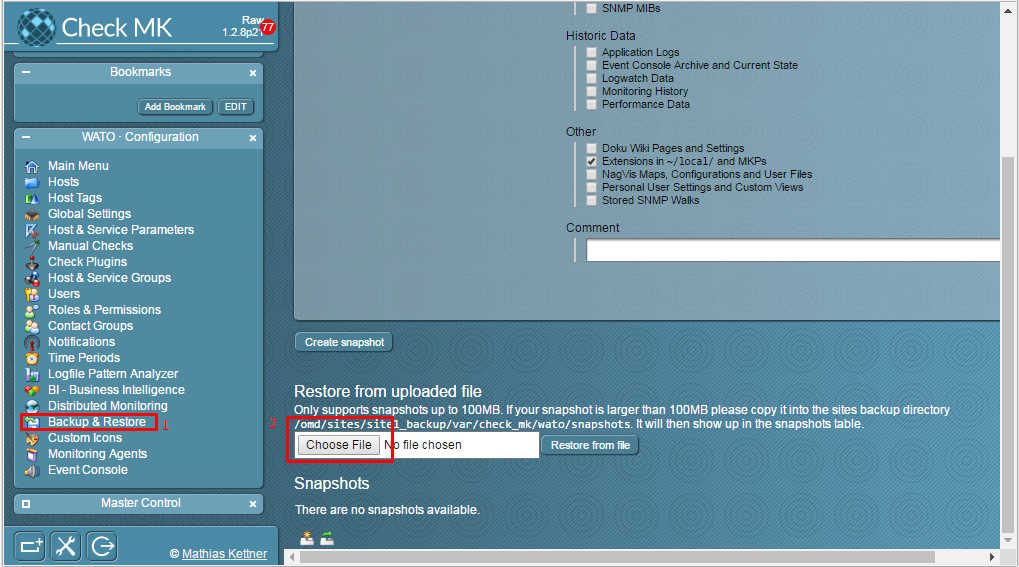 Check MK
Raw
1.2.8p21
77
Bookmarks
Add Bookmark EDIT
WATO · Configuration
Main Menu
Hosts
Host Tags
Global Settings
Host & Service Parameters
Manual Checks
Check Plugins
Host & Service Groups
Users
Roles & Permissions
Contact Groups
Notifications
Time Periods
Logfile Pattern Analyzer
BI - Business Intelligence
Distributed Monitoring
Backup & Restore 1
Custom Icons
Monitoring Agents
Event Console
Master Control
© Mathias Kettner
SNMP MIBs
Historic Data
Application Logs
Event Console Archive and Current State
Logwatch Data
Monitoring History
Performance Data
Other
Doku Wiki Pages and Settings
Extensions in ~/local/ and MKPs
NagVis Maps, Configurations and User Files
Personal User Settings and Custom Views
Stored SNMP Walks
Comment
Create snapshot
Restore from uploaded file
Only supports snapshots up to 100MB. If your snapshot is larger than 100MB please copy it into the sites backup directory
2 /omd/sites/site1_backup/var/check_mk/wato/snapshots. It will then show up in the snapshots table.
Choose File No file chosen Restore from file
Snapshots
There are no snapshots available.